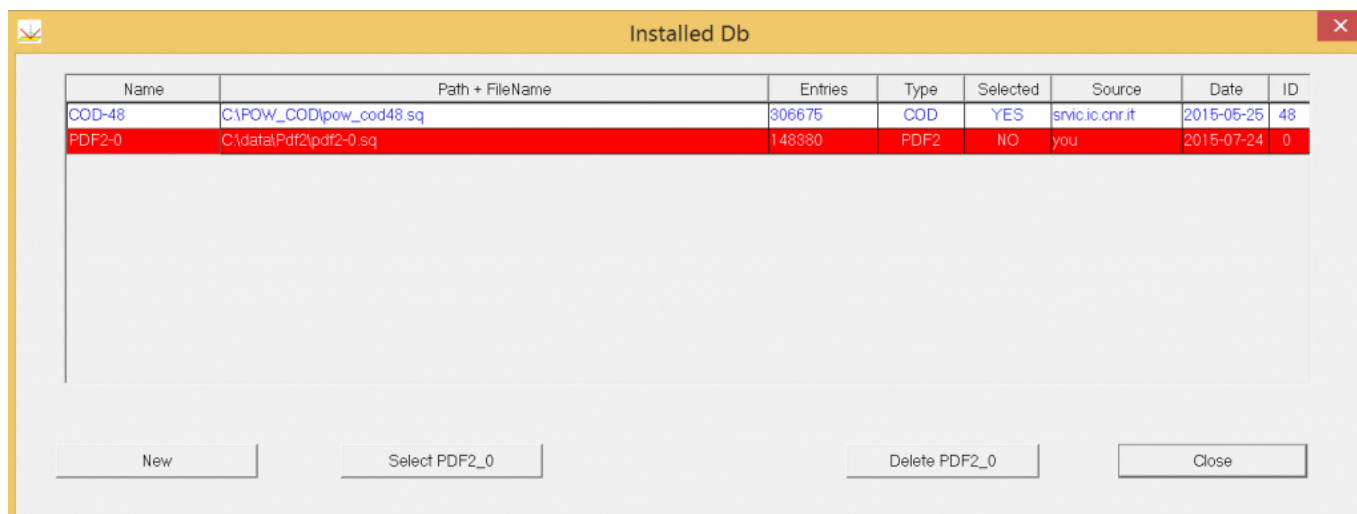 Installed Db
Name Path + FileName Entries Type Selected Source Date ID
COD-48 C:\POW_COD\pow_cod48.sq 306675 COD YES srvic.ic.cnr.it 2015-05-25 48
PDF2-0 C:\data\Pdf2\pdf2-0.sq 148380 PDF2 NO you 2015-07-24 0
New Select PDF2_0 Delete PDF2_0 Close